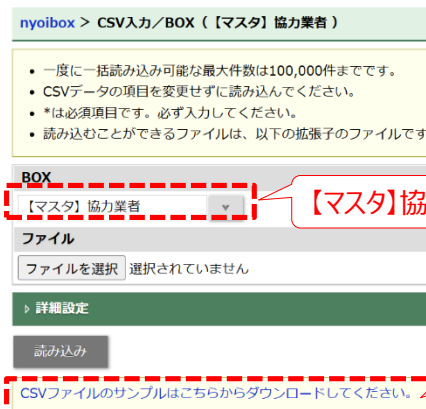 nyoibox > CSV入力／BOX（【マスタ】協力業者 ）
• 一度に一括読み込み可能な最大件数は100,000件までです。
• CSVデータの項目を変更せずに読み込んでください。
• *は必須項目です。必ず入力してください。
• 読み込むことができるファイルは、以下の拡張子のファイルです
BOX
【マスタ】協力業者
【マスタ】協
ファイル
ファイルを選択 選択されていません
詳細設定
読み込み
CSVファイルのサンプルはこちらからダウンロードしてください。